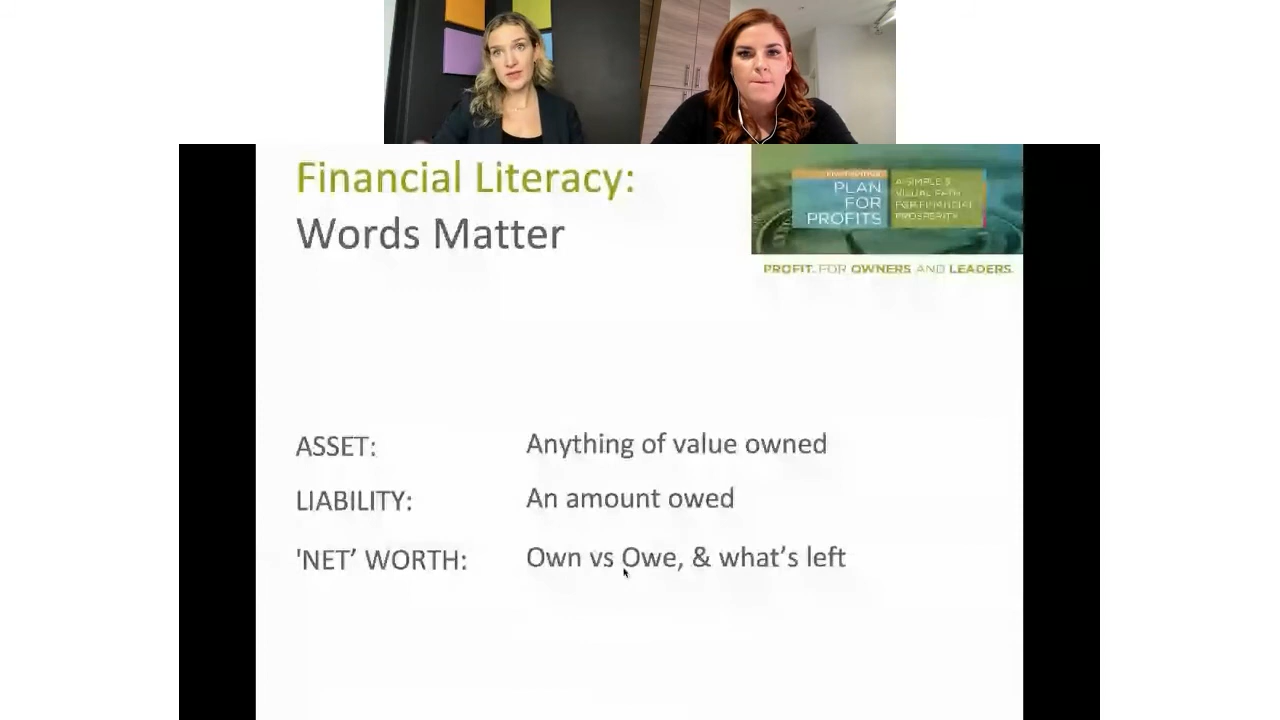 Financial Literacy:
Words Matter
PLAN
FOR
PROFITS
A SIMPLE &
VISUAL PATH
FOR FINANCIAL
PROSPERITY
PROFIT. FOR OWNERS AND LEADERS.
ASSET: Anything of value owned
LIABILITY: An amount owed
'NET’ WORTH: Own vs Owe, & what’s left